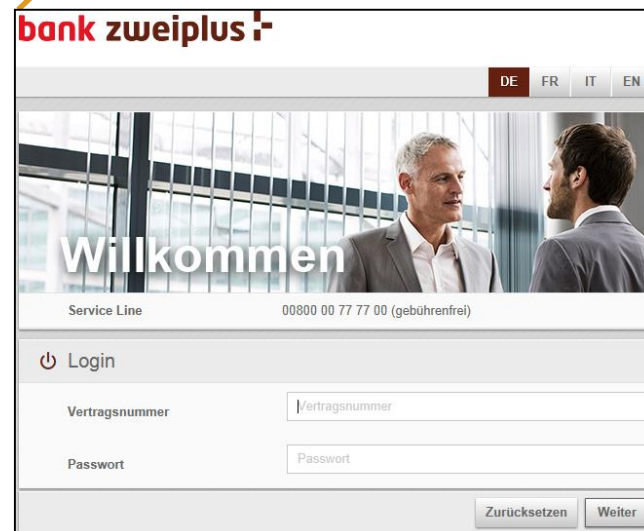 bank zweiplus
DE FR IT EN
Willkommen
Service Line 00800 00 77 77 00 (gebührenfrei)
Login
Vertragsnummer Vertragsnummer
Passwort Passwort
Zurücksetzen Weiter